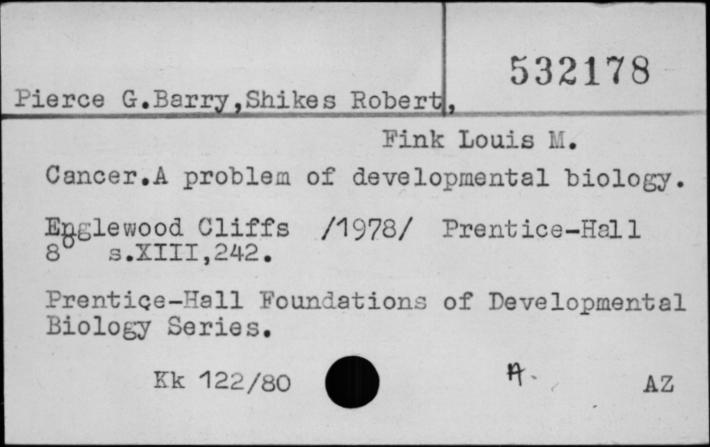 532178
Pierce G.Barry,Shikes Robert,
Fink Louis M.
Cancer.A problem of developmental biology.
Englewood Cliffs /1978/ Prentice-Hall
8° s.XIII,242.
Prentice-Hall Foundations of Developmental
Biology Series.
Kk 122/80 A. AZ